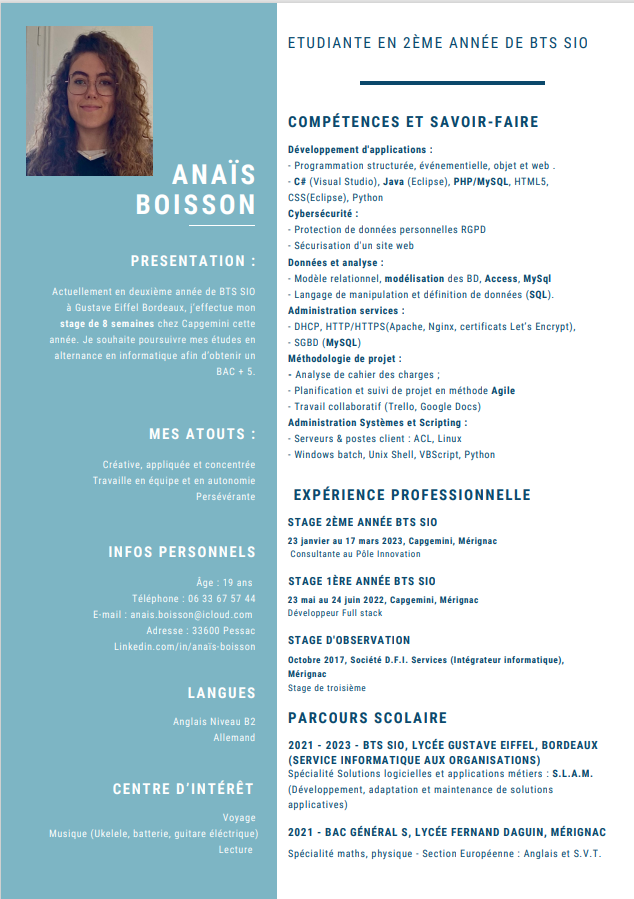 ANAÏS
BOISSON
PRESENTATION :
Actuellement en deuxième année de BTS SIO
à Gustave Eiffel Bordeaux, j'effectue mon
stage de 8 semaines chez Capgemini cette
année. Je souhaite poursuivre mes études en
alternance en informatique afin d'obtenir un
BAC + 5.
MES ATOUTS :
Créative, appliquée et concentrée
Travaille en équipe et en autonomie
Persévérante
INFOS PERSONNELS
Âge : 19 ans
Téléphone : 06 33 67 57 44
E-mail : anais.boisson@icloud.com
Adresse : 33600 Pessac
Linkedin.com/in/anaïs-boisson
LANGUES
Anglais Niveau B2
Allemand
CENTRE D'INTÉRÊT
Voyage
Musique (Ukelele, batterie, guitare éléctrique)
Lecture
ETUDIANTE EN 2ÈME ANNÉE DE BTS SIO
COMPÉTENCES ET SAVOIR-FAIRE
Développement d'applications :
- Programmation structurée, événementielle, objet et web .
- C# (Visual Studio), Java (Eclipse), PHP/MySQL, HTML5,
CSS(Eclipse), Python
Cybersécurité :
- Protection de données personnelles RGPD
- Sécurisation d'un site web
Données et analyse :
- Modèle relationnel, modélisation des BD, Access, MySql
- Langage de manipulation et définition de données (SQL).
Administration services :
- DHCP, HTTP/HTTPS(Apache, Nginx, certificats Let's Encrypt),
- SGBD (MySQL)
Méthodologie de projet :
- Analyse de cahier des charges ;
- Planification et suivi de projet en méthode Agile
- Travail collaboratif (Trello, Google Docs)
Administration Systèmes et Scripting :
- Serveurs & postes client : ACL, Linux
- Windows batch, Unix Shell, VBScript, Python
EXPÉRIENCE PROFESSIONNELLE
STAGE 2ÈME ANNÉE BTS SIO
23 janvier au 17 mars 2023, Capgemini, Mérignac
Consultante au Pôle Innovation
STAGE 1ÈRE ANNÉE BTS SIO
23 mai au 24 juin 2022, Capgemini, Mérignac
Développeur Full stack
STAGE D'OBSERVATION
Octobre 2017, Société D.F.I. Services (Intégrateur informatique),
Mérignac
Stage de troisième
PARCOURS SCOLAIRE
2021 - 2023 - BTS SIO, LYCÉE GUSTAVE EIFFEL, BORDEAUX
(SERVICE INFORMATIQUE AUX ORGANISATIONS)
Spécialité Solutions logicielles et applications métiers : S.L.A.M.
(Développement, adaptation et maintenance de solutions
applicatives)
2021 - BAC GÉNÉRAL S, LYCÉE FERNAND DAGUIN, MÉRIGNAC
Spécialité maths, physique - Section Européenne : Anglais et S.V.T.